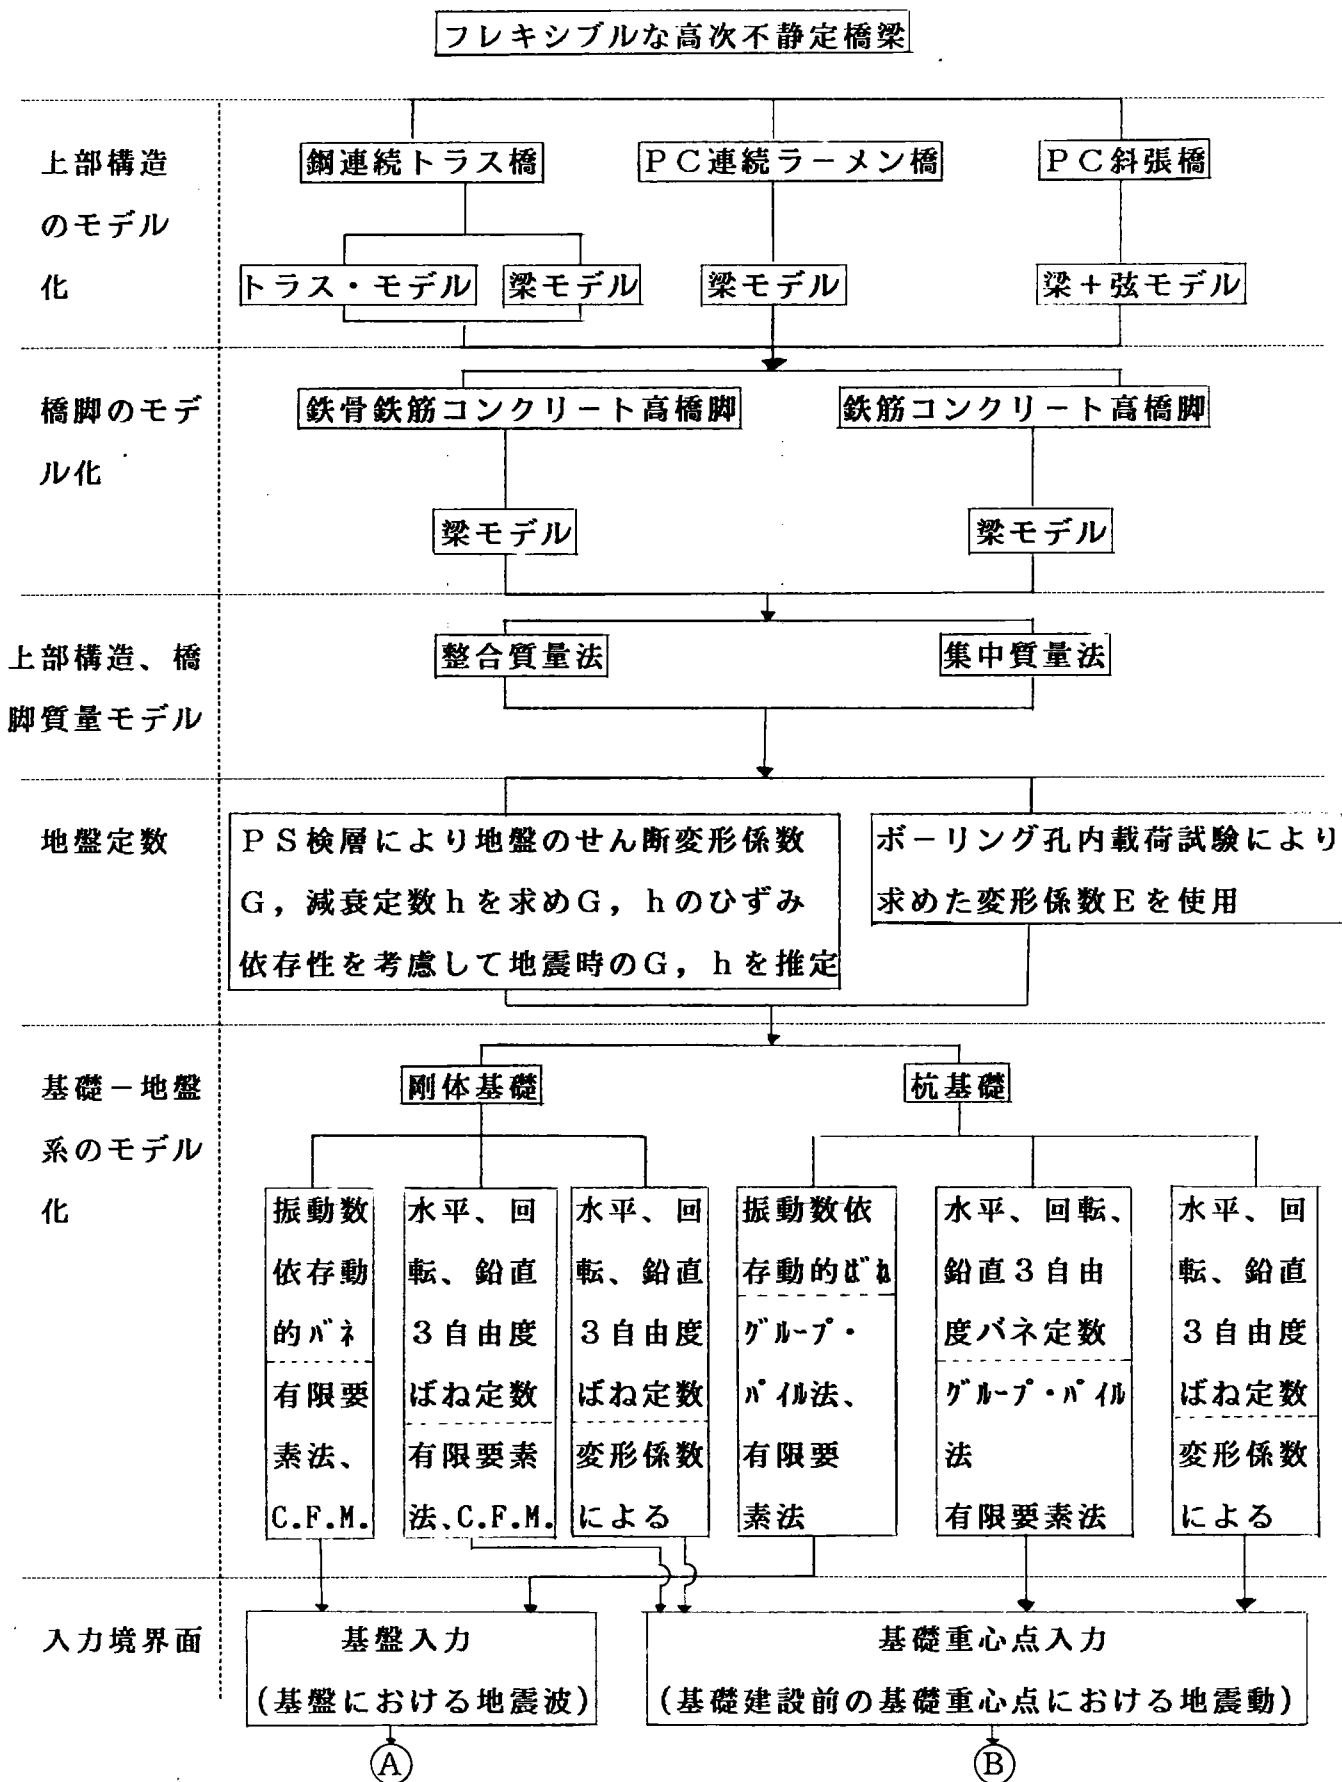 フレキシブルな高次不静定橋梁
上部構造
のモデル
化
鋼連続トラス橋
PC連続ラーメン橋
PC斜張橋
トラス・モデル
梁モデル
梁モデル
梁+弦モデル
橋脚のモデ
ル化
鉄骨鉄筋コンクリート高橋脚
鉄筋コンクリート高橋脚
梁モデル
梁モデル
上部構造、橋
脚質量モデル
整合質量法
集中質量法
地盤定数
PS検層により地盤のせん断変形係数
G,減衰定数hを求めG,hのひずみ
依存性を考慮して地震時のG,hを推定
ボーリング孔内載荷試験により
求めた変形係数Eを使用
基礎-地盤
系のモデル
化
剛体基礎
杭基礎
振動数
依存動
的バネ
有限要
素法、
C.F.M.
水平、回
転、鉛直
3自由度
ばね定数
有限要素
法、C.F.M.
水平、回
転、鉛直
3自由度
ばね定数
変形係数
による
振動数依
存動的ばね
グループ・
パイル法、
有限要
素法
水平、回転、
鉛直3自由
度バネ定数
グループ・パイル
法
有限要素法
水平、回
転、鉛直
3自由度
ばね定数
変形係数
による
入力境界面
基盤入力
(基盤における地震波)
基礎重心点入力
(基礎建設前の基礎重心点における地震動)
Ⓐ
Ⓑ